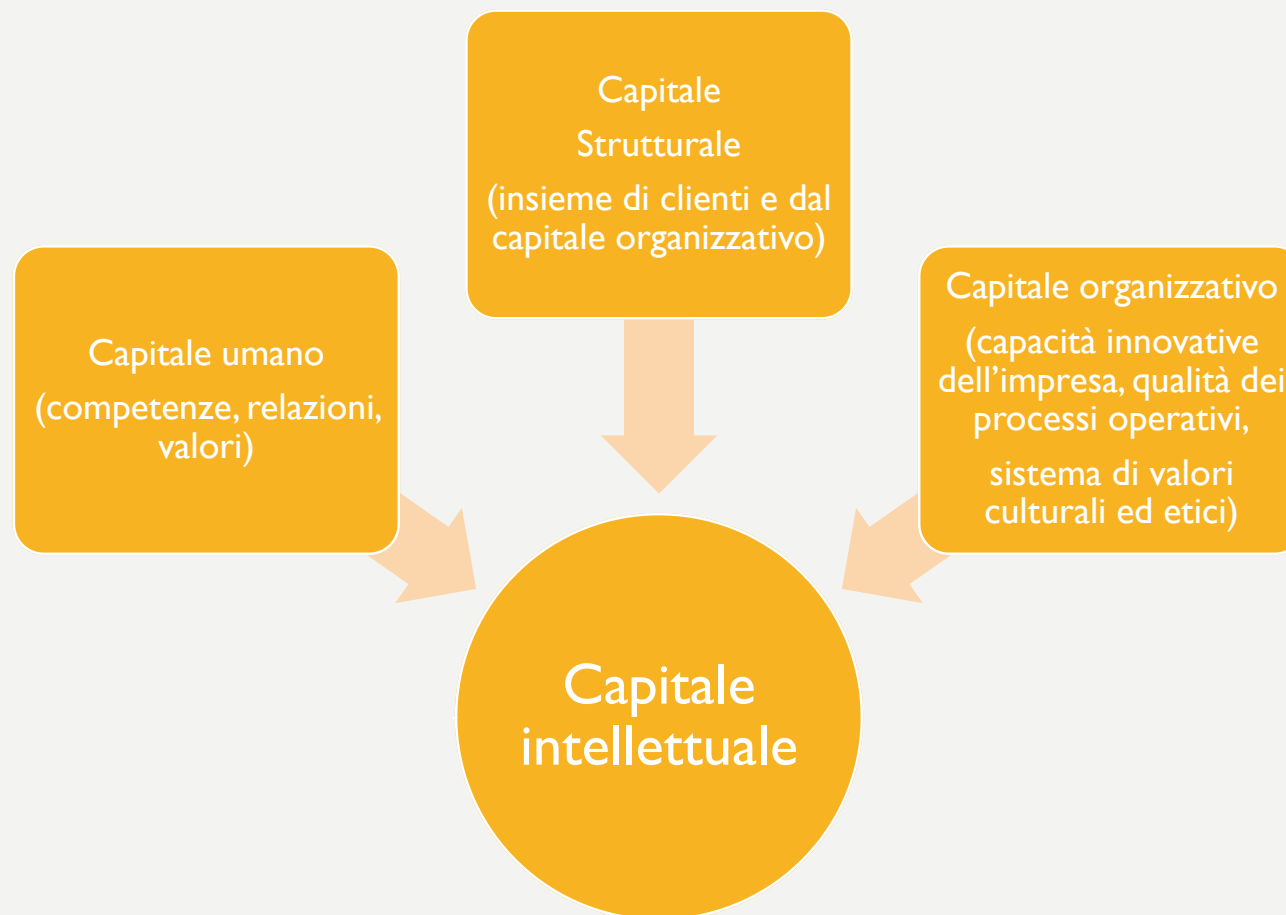 Capitale
Strutturale
(insieme di clienti e dal
capitale organizzativo)
Capitale umano
(competenze, relazioni,
valori)
Capitale organizzativo
(capacità innovative
dell’impresa, qualità dei
processi operativi,
sistema di valori
culturali ed etici)
Capitale
intellettuale